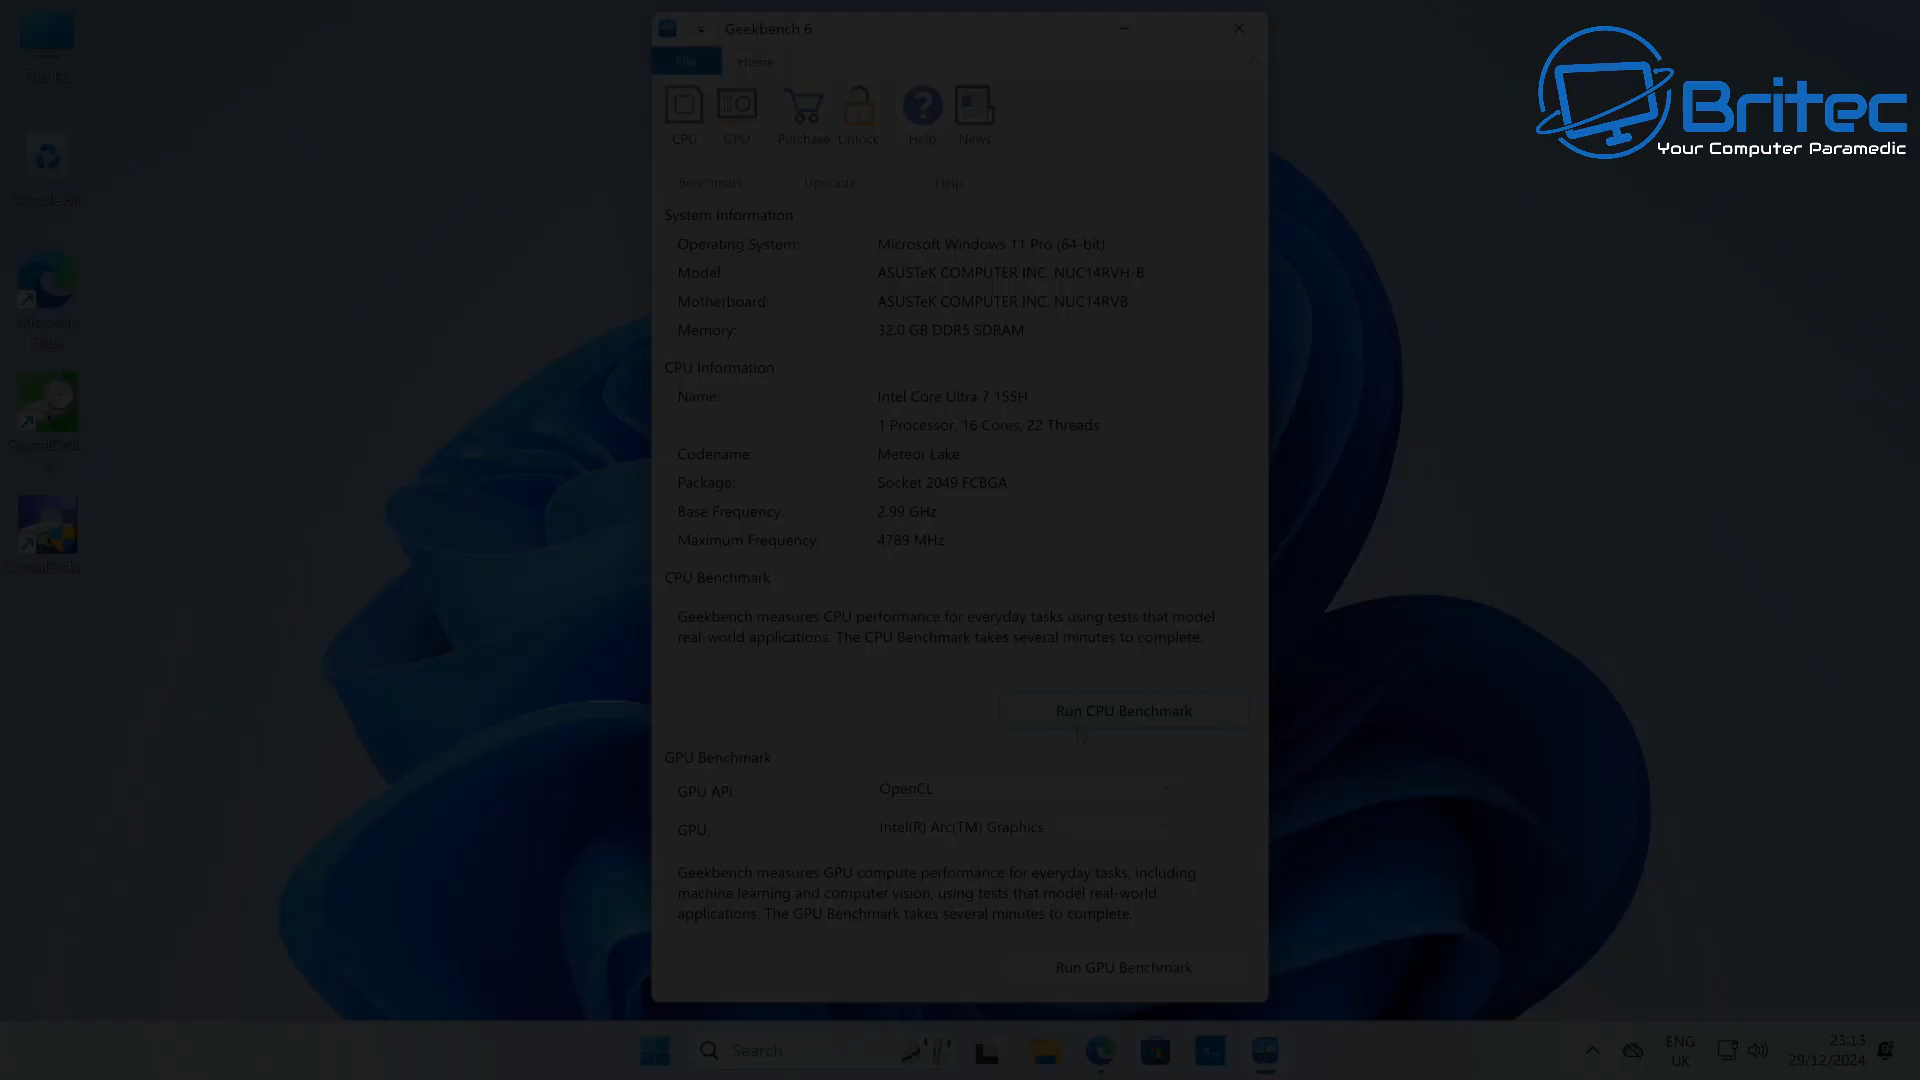 Geekbench 6
File Home
CPU GPU Purchase Unlock Help News
Benchmark Upgrade Help
System Information
Operating System: Microsoft Windows 11 Pro (64-bit)
Model ASUSTeK COMPUTER INC. NUC14RVH-B
Motherboard: ASUSTeK COMPUTER INC. NUC14RVB
Memory: 32.0 GB DDR5 SDRAM
CPU Information
Name: Intel Core Ultra 7 155H
1 Processor, 16 Cores, 22 Threads
Codename: Meteor Lake
Package: Socket 2049 FCBGA
Base Frequency: 2.99 GHz
Maximum Frequency: 4789 MHz
CPU Benchmark
Geekbench measures CPU performance for everyday tasks using tests that model
real-world applications. The CPU Benchmark takes several minutes to complete.
Run CPU Benchmark
GPU Benchmark
GPU API: OpenCL
GPU: Intel(R) Arc(TM) Graphics
Geekbench measures GPU compute performance for everyday tasks, including
machine learning and computer vision, using tests that model real-world
applications. The GPU Benchmark takes several minutes to complete.
Run GPU Benchmark
Britec
Your Computer Paramedic
This PC
Recycle Bin
Microsoft
Edge
Search
ENG
UK
23:13
29/12/2024